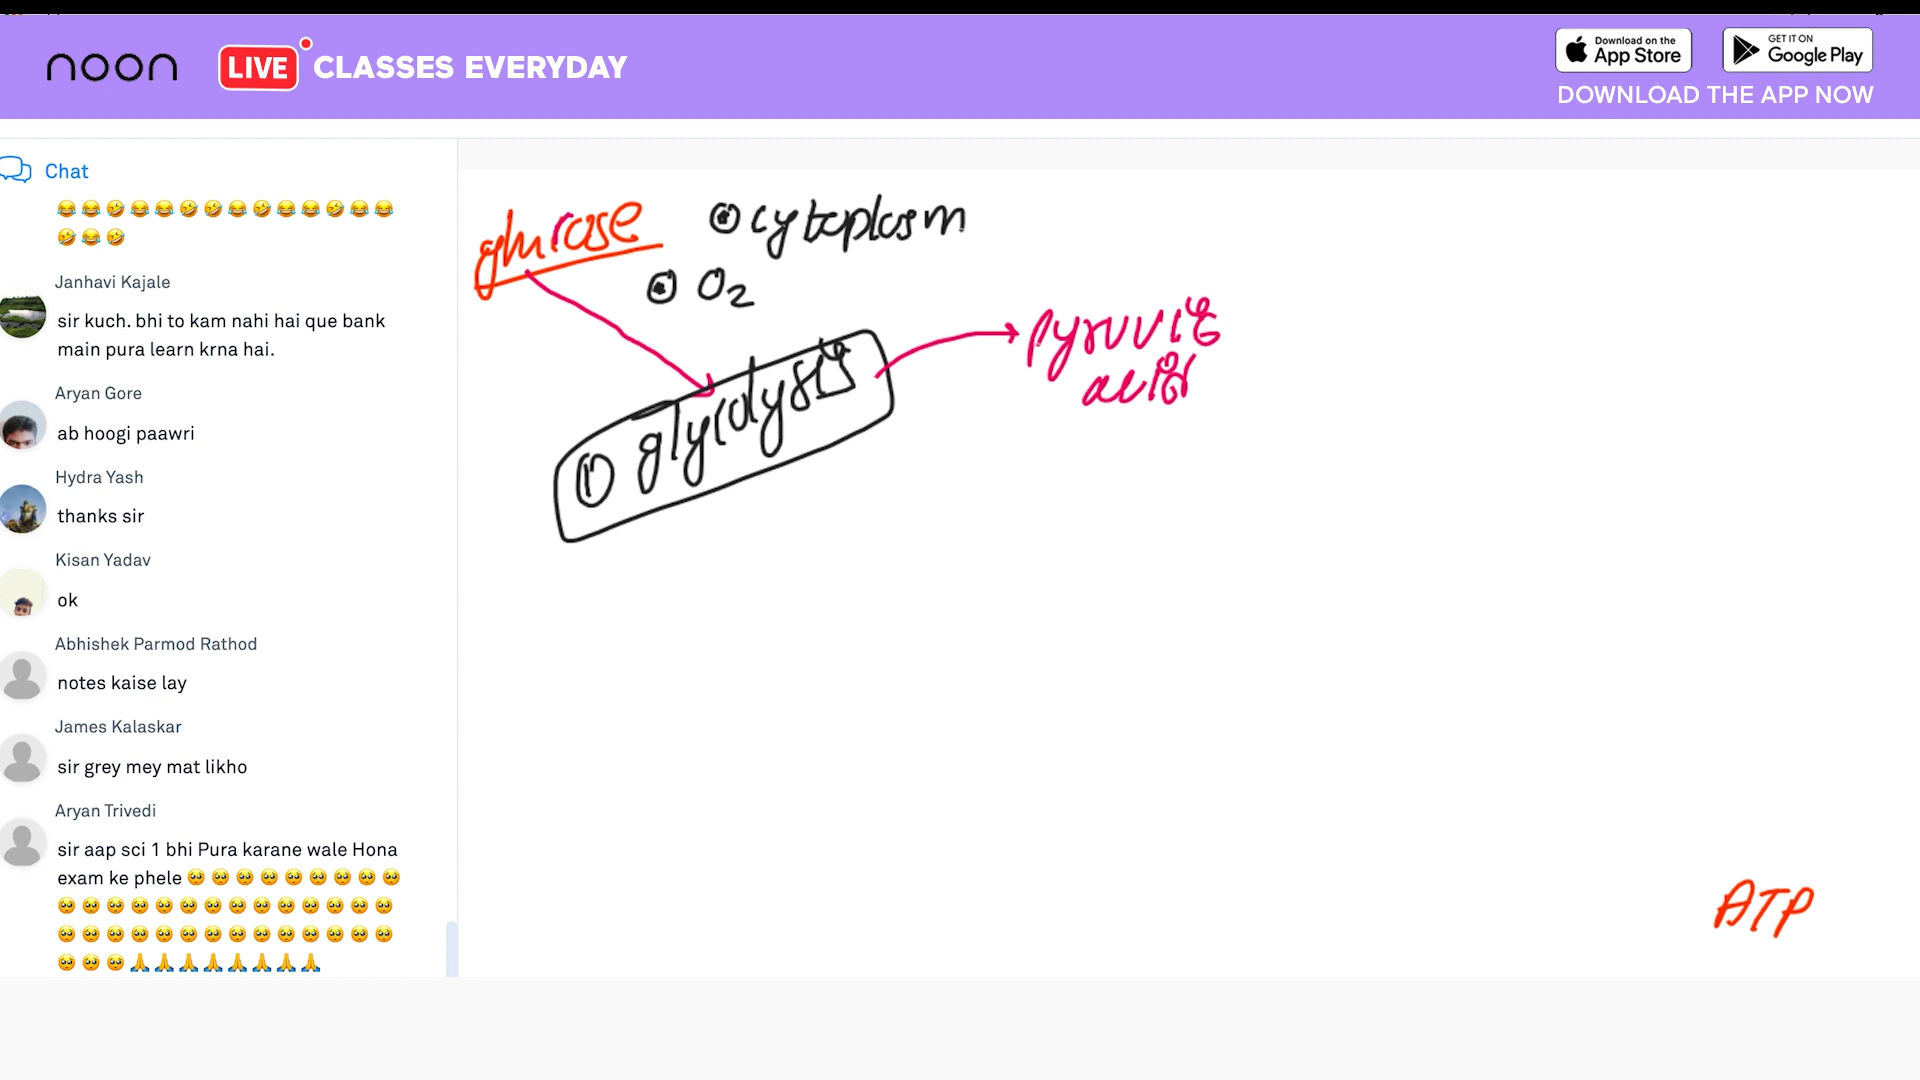 noon LIVE CLASSES EVERYDAY
Download on the App Store
GET IT ON Google Play
DOWNLOAD THE APP NOW
Chat
😂😂🤣😂😂🤣🤣😂🤣😂😂🤣😂😂
🤣😂🤣
Janhavi Kajale
sir kuch. bhi to kam nahi hai que bank
main pura learn krna hai.
Aryan Gore
ab hoogi paawri
Hydra Yash
thanks sir
Kisan Yadav
ok
Abhishek Parmod Rathod
notes kaise lay
James Kalaskar
sir grey mey mat likho
Aryan Trivedi
sir aap sci 1 bhi Pura karane wale Hona
exam ke phele 🥺🥺🥺🥺🥺🥺🥺🥺🥺
🥺🥺🥺🥺🥺🥺🥺🥺🥺🥺🥺🥺🥺🥺
🥺🥺🥺🥺🥺🥺🥺🥺🥺🥺🥺🥺🥺🥺
🥺🥺🥺🙏🙏🙏🙏🙏🙏🙏🙏
glucose
cytoplasm
O2
① glycolysis
pyruvic
acid
ATP